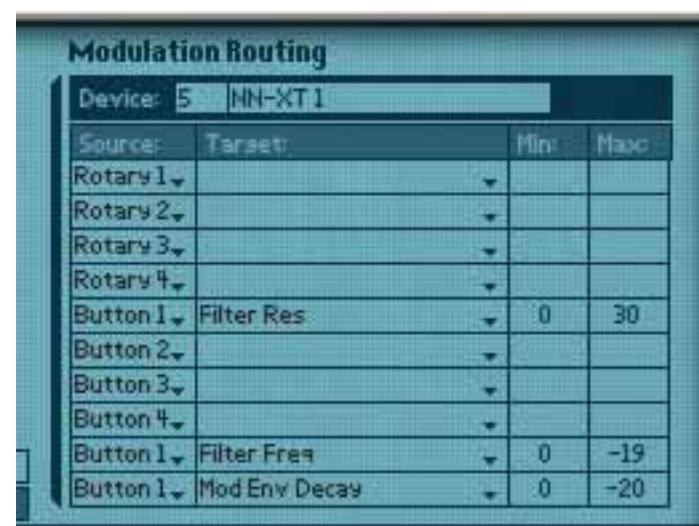 Modulation Routing
Device: 5 NN-XT 1
Source: Target: Min: Max:
Rotary 1
Rotary 2
Rotary 3
Rotary 4
Button 1 Filter Res 0 30
Button 2
Button 3
Button 4
Button 1 Filter Freq 0 -19
Button 1 Mod Env Decay 0 -20